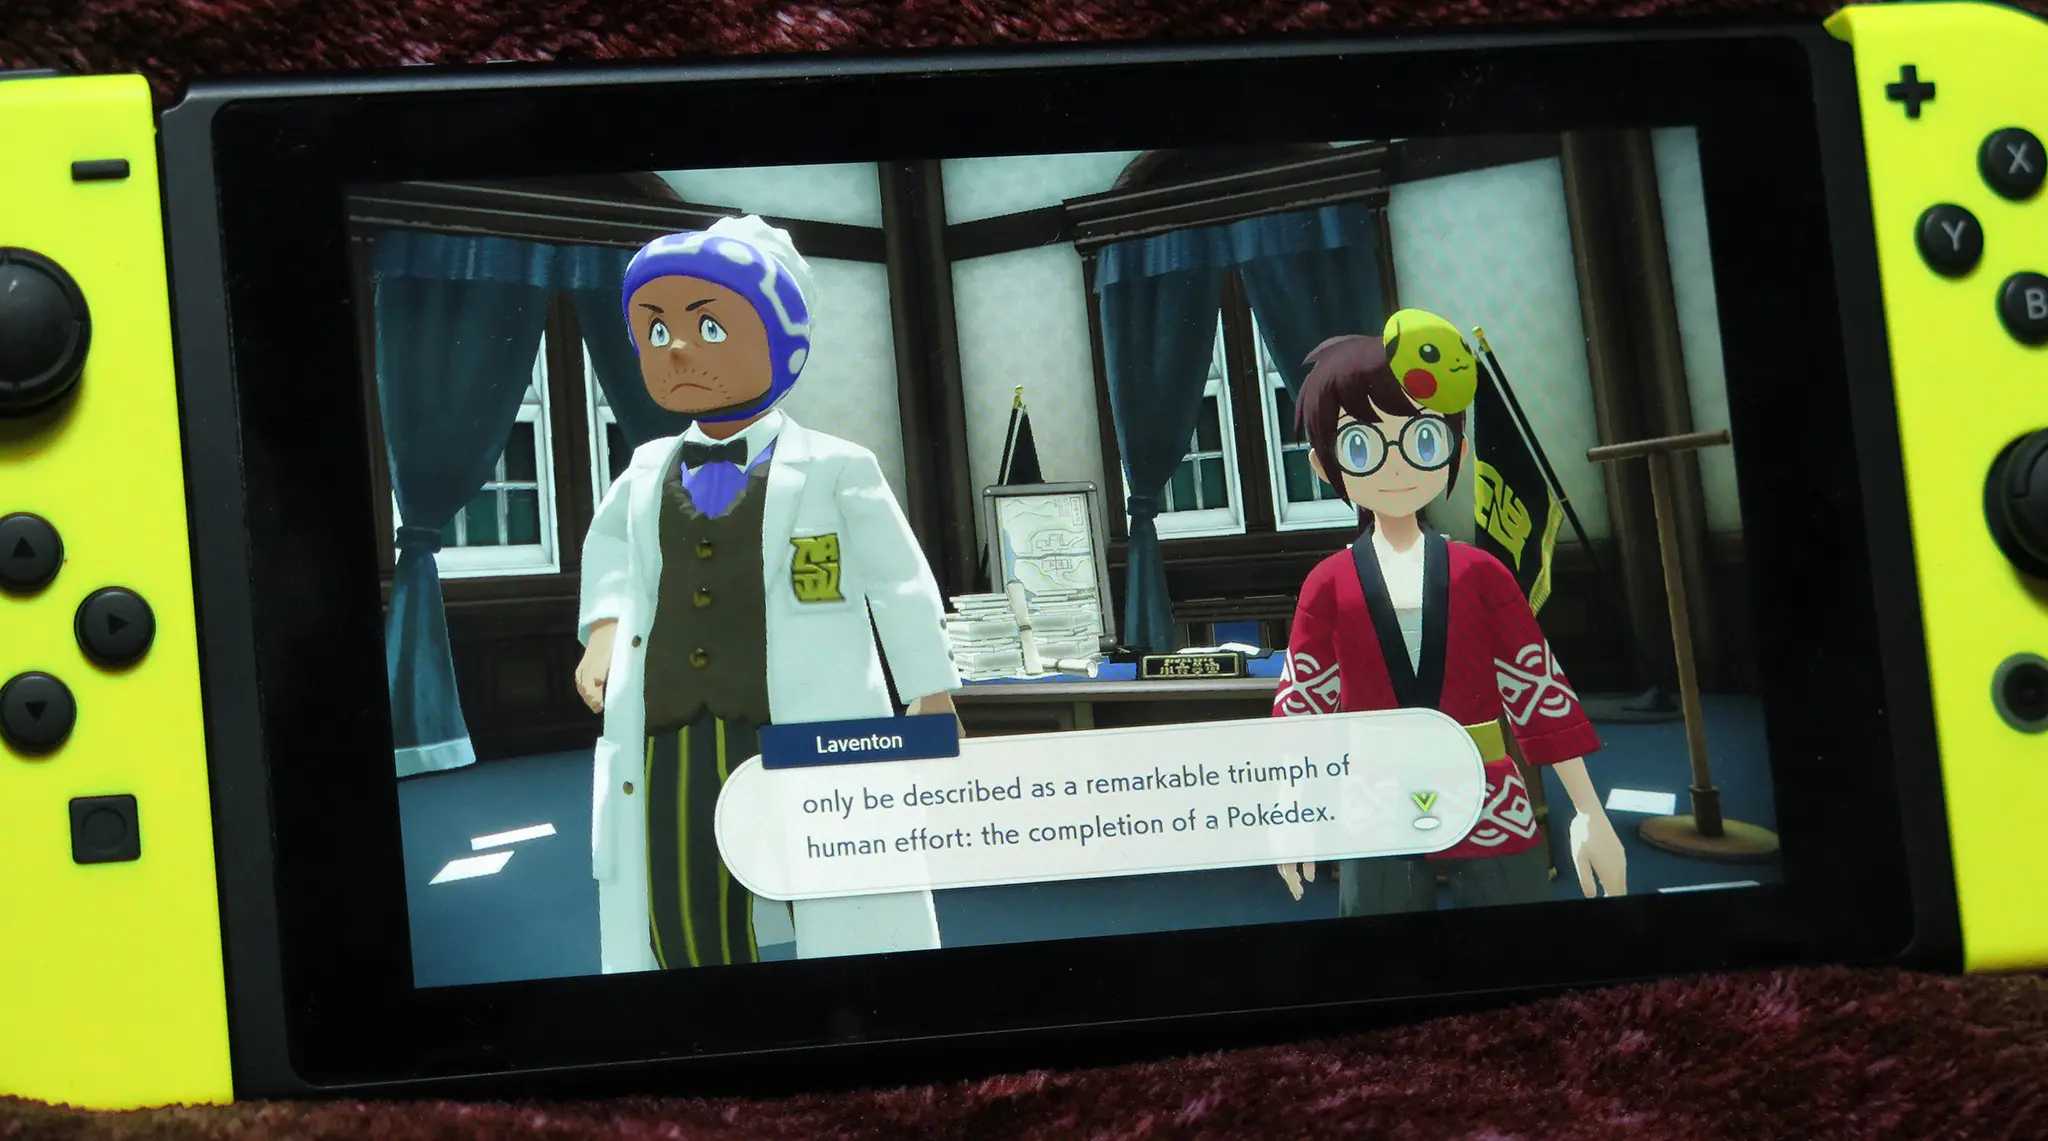 X
Y
B
Laventon
only be described as a remarkable triumph of
human effort: the completion of a Pokédex.